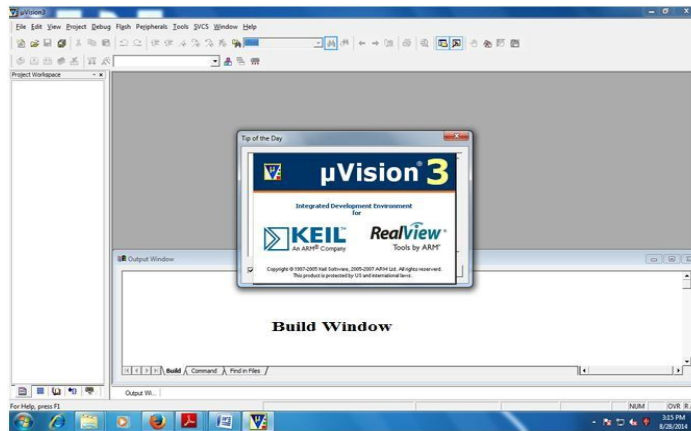 µVision3
File Edit View Project Debug Flash Peripherals Tools SVCS Window Help
Project Workspace
Tip of the Day
µVision® 3
Integrated Development Environment
for
KEIL™
An ARM® Company
RealView®
Tools by ARM®
Copyright © 1997-2005 Keil Software, 2005-2007 ARM Ltd. All rights reserved.
This product is protected by US and international laws.
Output Window
Build Window
Build Command Find in Files
Output Wi...
For Help, press F1
NUM OVR R
3:15 PM
8/28/2014